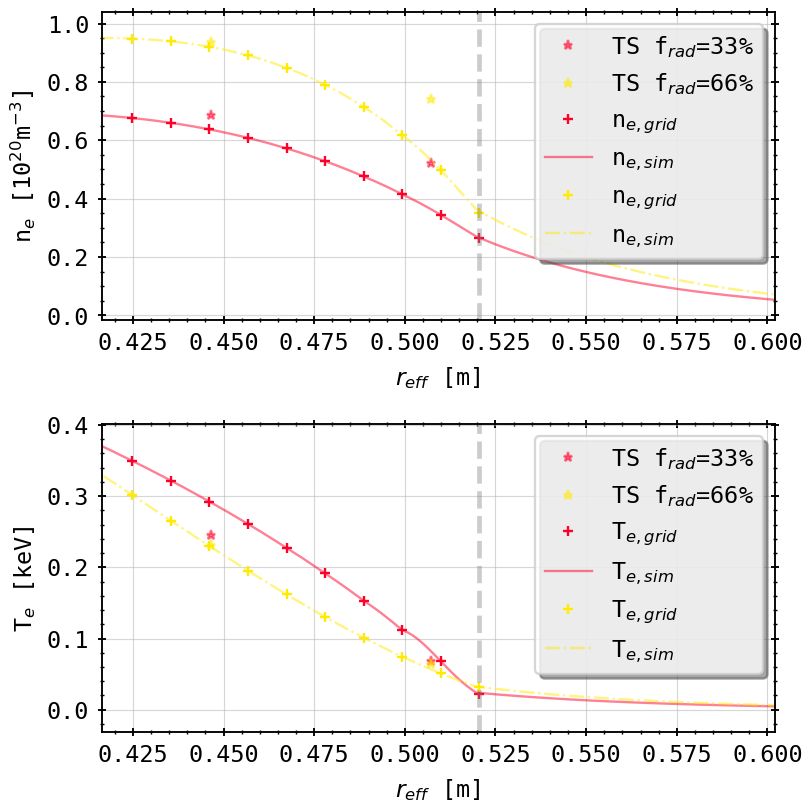 1.0
0.8
0.6
0.4
0.2
0.0
n_e [10^20 m^−3]
TS f_rad=33%
TS f_rad=66%
n_e,grid
n_e,sim
n_e,grid
n_e,sim
0.425 0.450 0.475 0.500 0.525 0.550 0.575 0.600
r_eff [m]
0.4
0.3
0.2
0.1
0.0
T_e [keV]
TS f_rad=33%
TS f_rad=66%
T_e,grid
T_e,sim
T_e,grid
T_e,sim
0.425 0.450 0.475 0.500 0.525 0.550 0.575 0.600
r_eff [m]